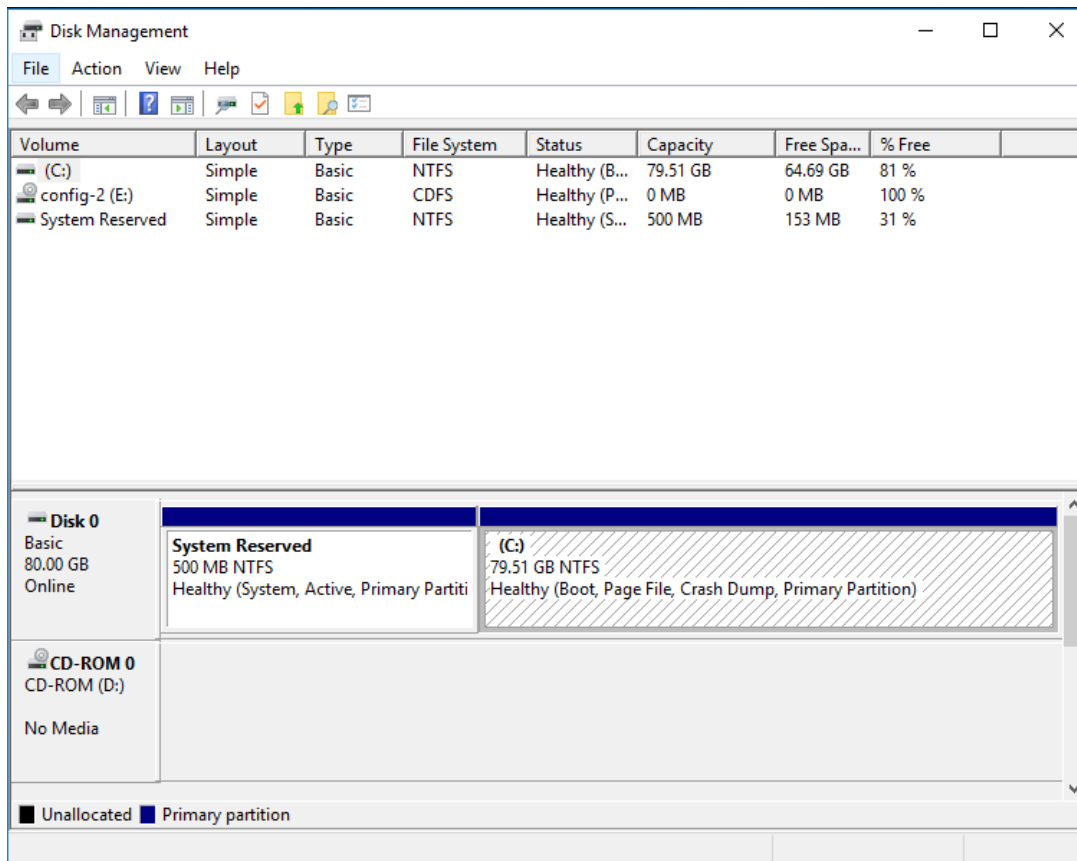 Disk Management
File Action View Help
Volume Layout Type File System Status Capacity Free Spa... % Free
(C:) Simple Basic NTFS Healthy (B... 79.51 GB 64.69 GB 81 %
config-2 (E:) Simple Basic CDFS Healthy (P... 0 MB 0 MB 100 %
System Reserved Simple Basic NTFS Healthy (S... 500 MB 153 MB 31 %
Disk 0
Basic
80.00 GB
Online
System Reserved
500 MB NTFS
Healthy (System, Active, Primary Partiti
(C:)
79.51 GB NTFS
Healthy (Boot, Page File, Crash Dump, Primary Partition)
CD-ROM 0
CD-ROM (D:)
No Media
Unallocated Primary partition